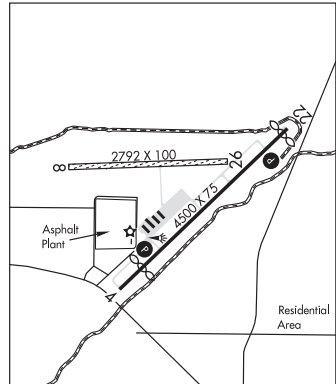 22
2792 X 100
8
26
P
4500 X 75
Asphalt
Plant
P
4
Residential
Area